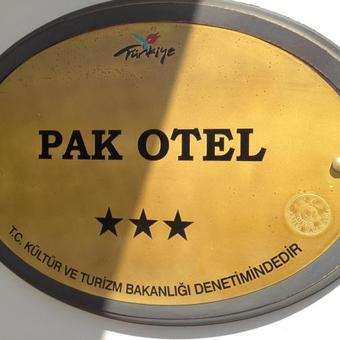 Türkiye
PAK OTEL
★★★
T.C. KÜLTÜR VE TURİZM BAKANLIĞI DENETİMİNDEDİR